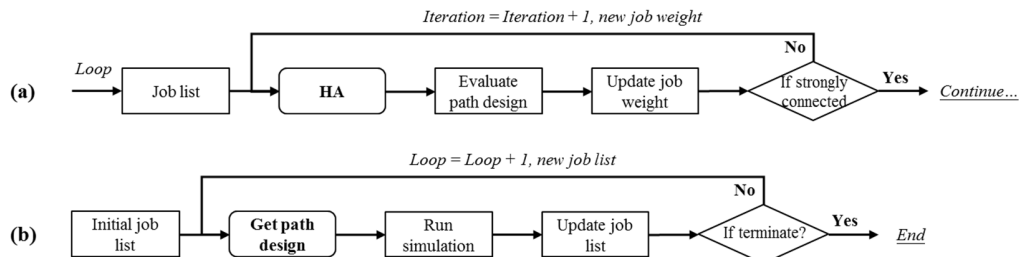 Iteration = Iteration + 1, new job weight
No
Loop
(a)
Job list
HA
Evaluate
path design
Update job
weight
If strongly
connected
Yes
Continue...
Loop = Loop + 1, new job list
No
(b)
Initial job
list
Get path
design
Run
simulation
Update job
list
If terminate?
Yes
End